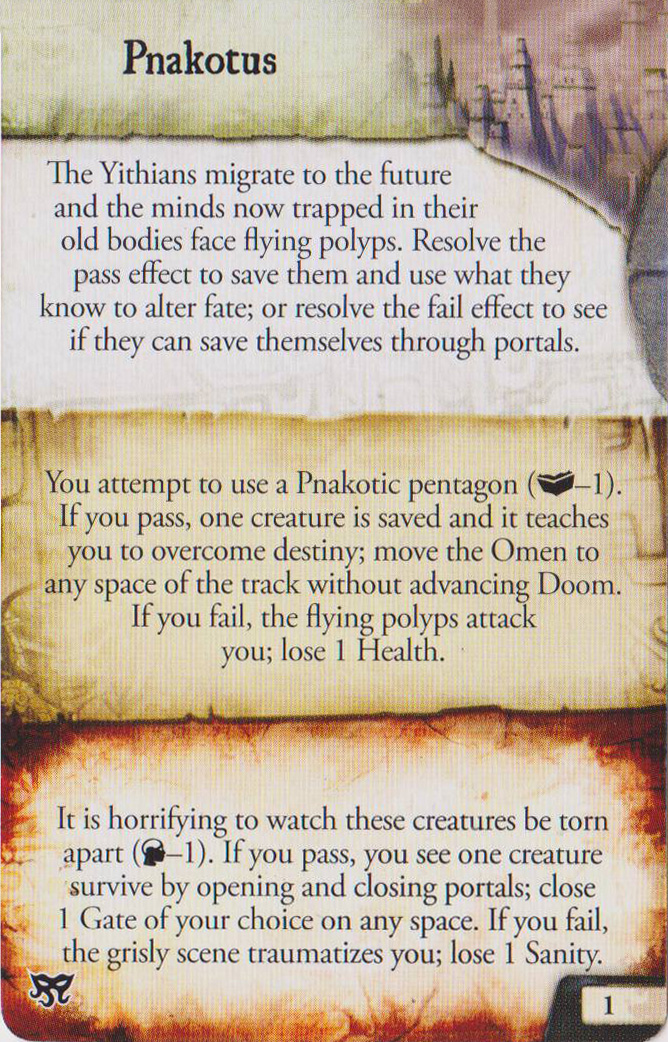 Pnakotus
The Yithians migrate to the future
and the minds now trapped in their
old bodies face flying polyps. Resolve the
pass effect to save them and use what they
know to alter fate; or resolve the fail effect to see
if they can save themselves through portals.
You attempt to use a Pnakotic pentagon (–1).
If you pass, one creature is saved and it teaches
you to overcome destiny; move the Omen to
any space of the track without advancing Doom.
If you fail, the flying polyps attack
you; lose 1 Health.
It is horrifying to watch these creatures be torn
apart (–1). If you pass, you see one creature
survive by opening and closing portals; close
1 Gate of your choice on any space. If you fail,
the grisly scene traumatizes you; lose 1 Sanity.
1